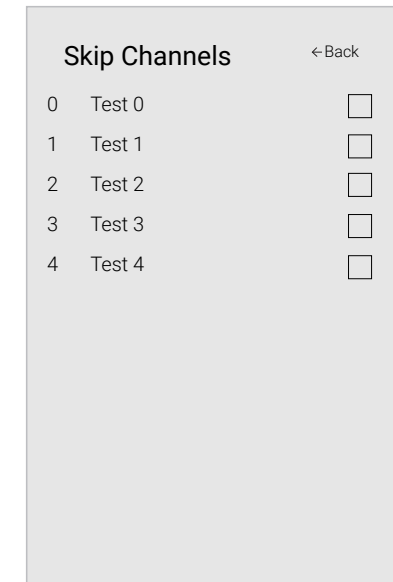 Skip Channels ←Back
0 Test 0
1 Test 1
2 Test 2
3 Test 3
4 Test 4